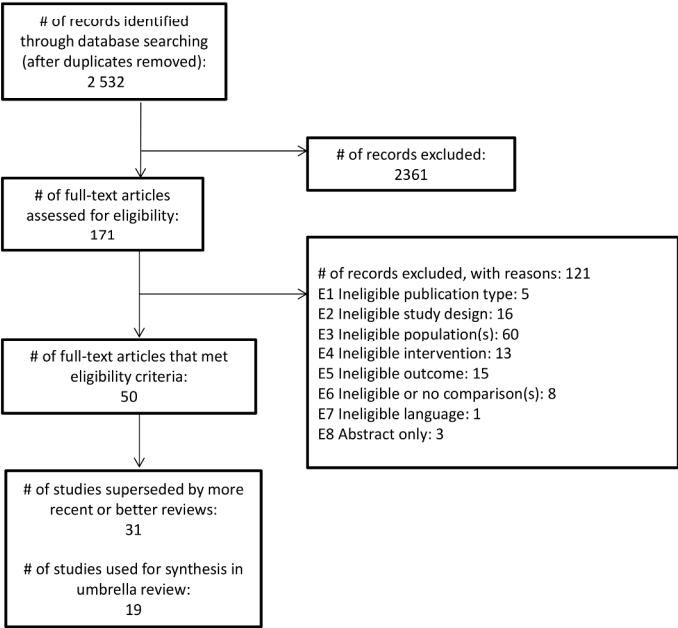 # of records identified
through database searching
(after duplicates removed):
2 532
# of records excluded:
2361
# of full-text articles
assessed for eligibility:
171
# of records excluded, with reasons: 121
E1 Ineligible publication type: 5
E2 Ineligible study design: 16
E3 Ineligible population(s): 60
E4 Ineligible intervention: 13
E5 Ineligible outcome: 15
E6 Ineligible or no comparison(s): 8
E7 Ineligible language: 1
E8 Abstract only: 3
# of full-text articles that met
eligibility criteria:
50
# of studies superseded by more
recent or better reviews:
31
# of studies used for synthesis in
umbrella review:
19